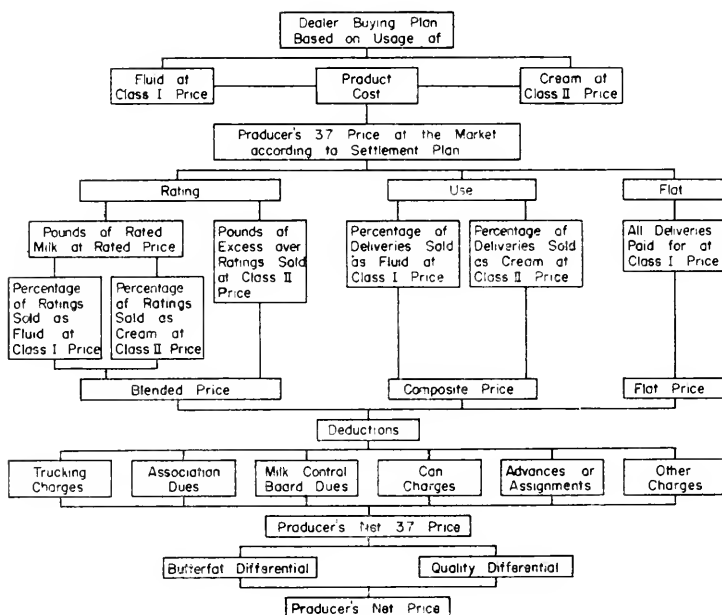 Dealer Buying Plan
Based on Usage of
Fluid at
Class I Price
Product
Cost
Cream at
Class II Price
Producer's 3.7 Price at the Market
according to Settlement Plan
Rating
Use
Flat
Pounds of Rated
Milk at Rated Price
Pounds of
Excess over
Ratings Sold
at Class II
Price
Percentage of
Deliveries Sold
as Fluid at
Class I Price
Percentage of
Deliveries Sold
as Cream at
Class II Price
All Deliveries
Paid for at
Class I Price
Percentage
of Ratings
Sold as
Fluid at
Class I Price
Percentage
of Ratings
Sold as
Cream at
Class II Price
Blended Price
Composite Price
Flat Price
Deductions
Trucking
Charges
Association
Dues
Milk Control
Board Dues
Can
Charges
Advances or
Assignments
Other
Charges
Producer's Net 3.7 Price
Butterfat Differential
Quality Differential
Producer's Net Price